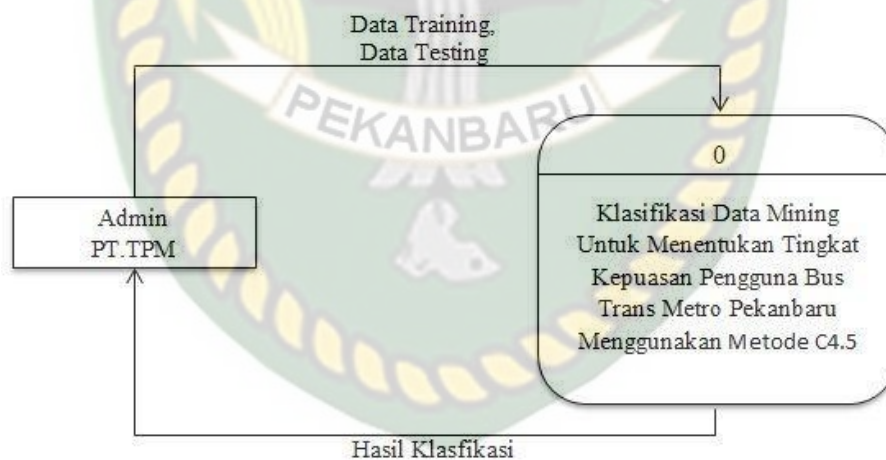 Data Training,
Data Testing
PEKANBARU
0
Admin
PT.TPM
Klasifikasi Data Mining
Untuk Menentukan Tingkat
Kepuasan Pengguna Bus
Trans Metro Pekanbaru
Menggunakan Metode C4.5
Hasil Klasfikasi